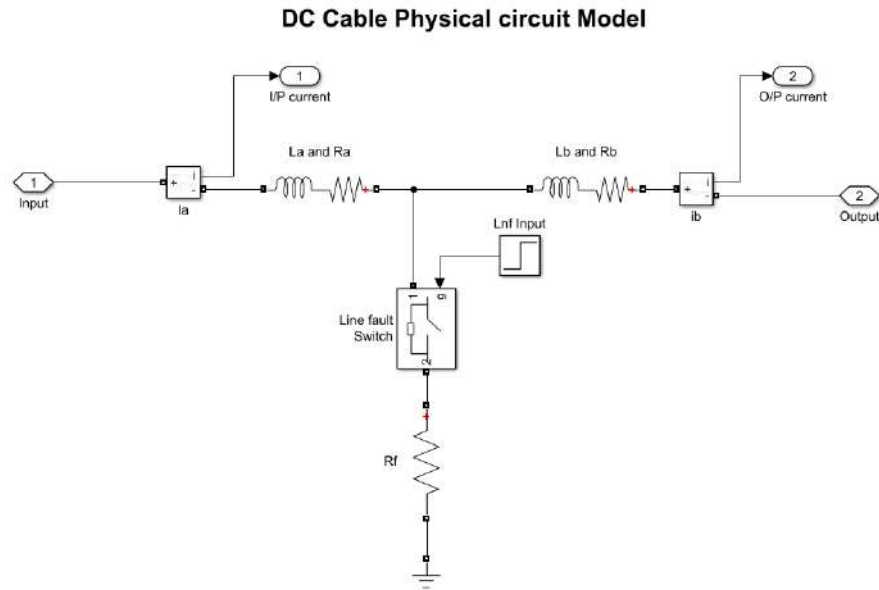 DC Cable Physical circuit Model
1
I/P current
2
O/P current
La and Ra
Lb and Rb
1
Input
+
i
-
Ia
+
i
-
ib
2
Output
Lnf Input
1
g
Line fault
Switch
2
+
Rf